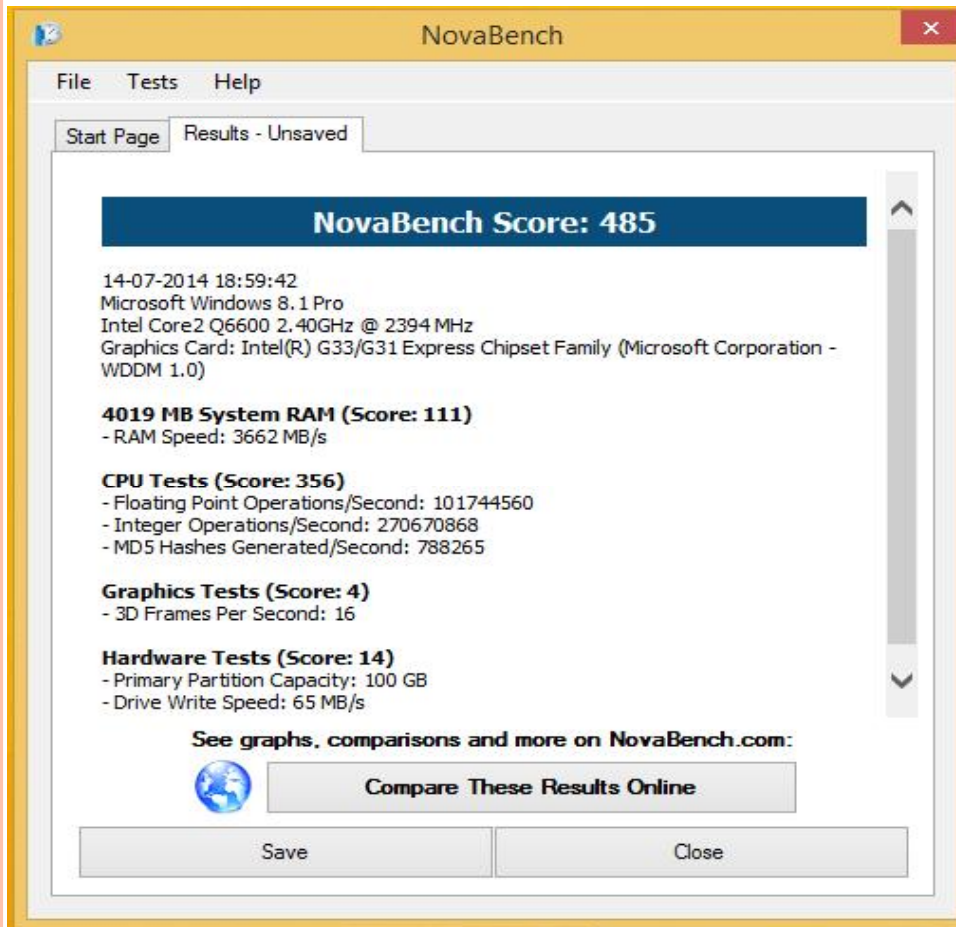 NovaBench
File Tests Help
Start Page Results - Unsaved
NovaBench Score: 485
14-07-2014 18:59:42
Microsoft Windows 8.1 Pro
Intel Core2 Q6600 2.40GHz @ 2394 MHz
Graphics Card: Intel(R) G33/G31 Express Chipset Family (Microsoft Corporation -
WDDM 1.0)
4019 MB System RAM (Score: 111)
- RAM Speed: 3662 MB/s
CPU Tests (Score: 356)
- Floating Point Operations/Second: 101744560
- Integer Operations/Second: 270670868
- MD5 Hashes Generated/Second: 788265
Graphics Tests (Score: 4)
- 3D Frames Per Second: 16
Hardware Tests (Score: 14)
- Primary Partition Capacity: 100 GB
- Drive Write Speed: 65 MB/s
See graphs, comparisons and more on NovaBench.com:
Compare These Results Online
Save Close